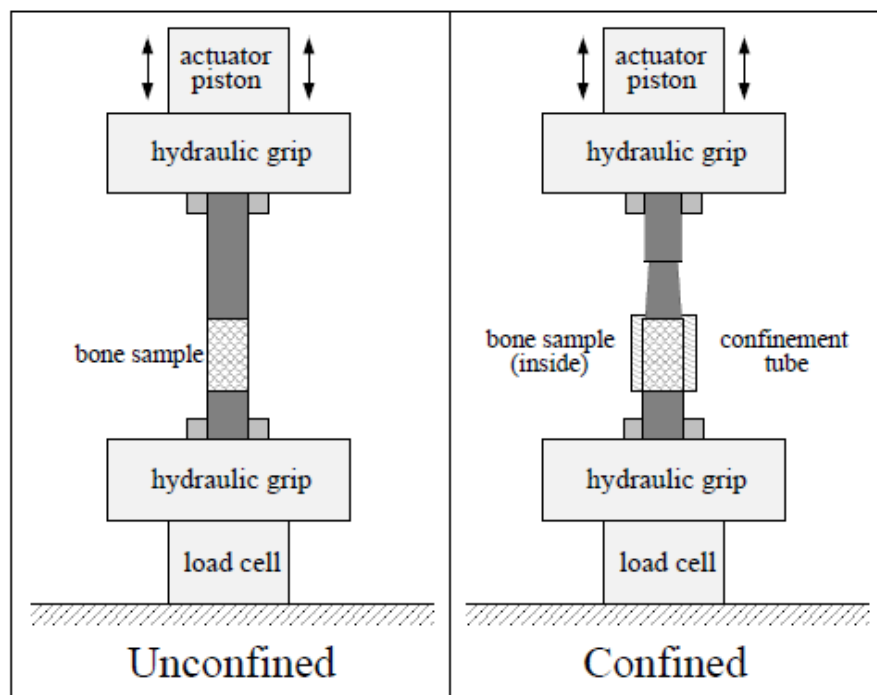 actuator
piston
hydraulic grip
bone sample
hydraulic grip
load cell
Unconfined
actuator
piston
hydraulic grip
bone sample
(inside)
confinement
tube
hydraulic grip
load cell
Confined